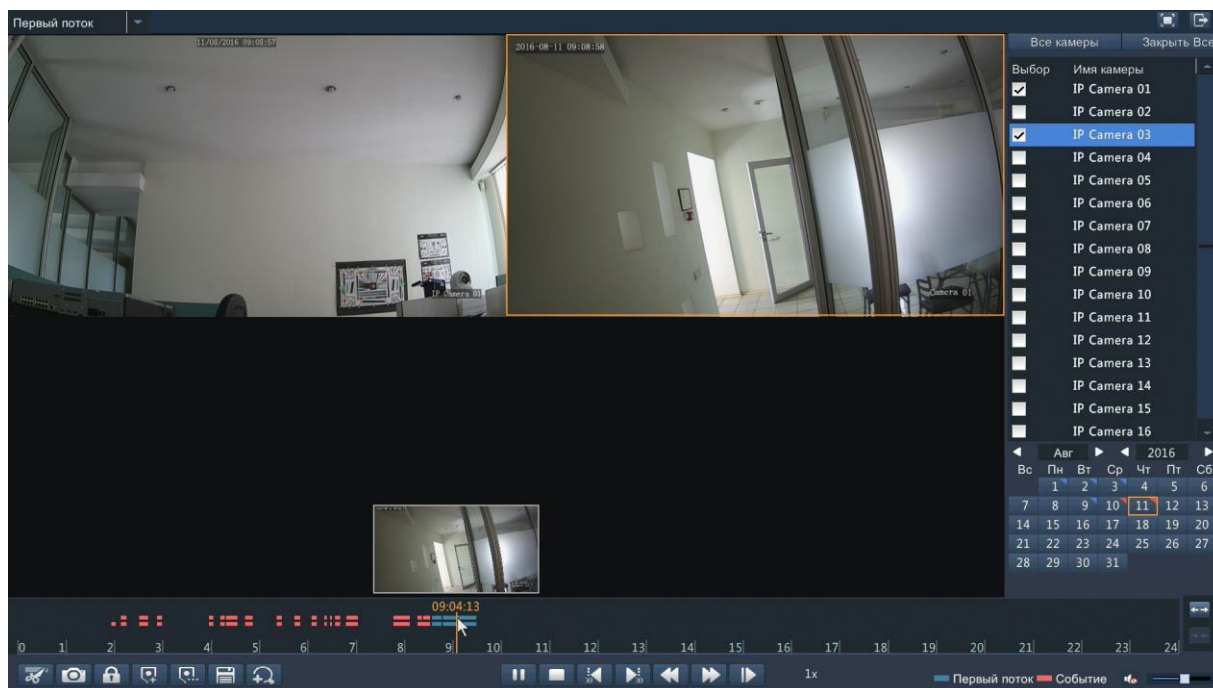 Первый поток
Все камеры Закрыть Все
11/08/2016 09:08:57
2016-08-11 09:08:58
Выбор Имя камеры
IP Camera 01
IP Camera 02
IP Camera 03
IP Camera 04
IP Camera 05
IP Camera 06
IP Camera 07
IP Camera 08
IP Camera 09
IP Camera 10
IP Camera 11
IP Camera 12
IP Camera 13
IP Camera 14
IP Camera 15
IP Camera 16
IP Camera 01
Camera 01
Авг 2016
Вс Пн Вт Ср Чт Пт Сб
1 2 3 4 5 6
7 8 9 10 11 12 13
14 15 16 17 18 19 20
21 22 23 24 25 26 27
28 29 30 31
09:04:13
0 1 2 3 4 5 6 7 8 9 10 11 12 13 14 15 16 17 18 19 20 21 22 23 24
30 30
1x
Первый поток Событие